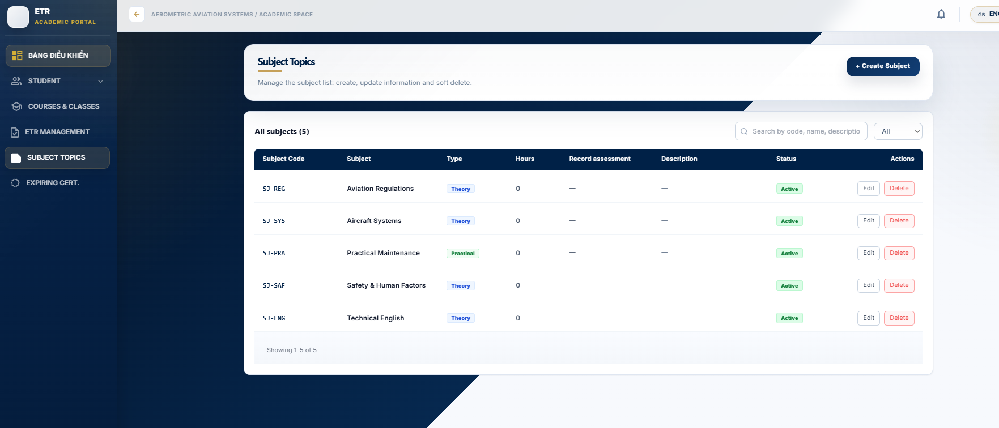 ETR
ACADEMIC PORTAL
BẢNG ĐIỀU KHIỂN
STUDENT
COURSES & CLASSES
ETR MANAGEMENT
SUBJECT TOPICS
EXPIRING CERT.
AEROMETRIC AVIATION SYSTEMS / ACADEMIC SPACE
GB ENG
Subject Topics
Manage the subject list: create, update information and soft delete.
+ Create Subject
All subjects (5)
Search by code, name, descriptio
All
Subject Code Subject Type Hours Record assessment Description Status Actions
SJ-REG Aviation Regulations Theory 0 — — Active Edit Delete
SJ-SYS Aircraft Systems Theory 0 — — Active Edit Delete
SJ-PRA Practical Maintenance Practical 0 — — Active Edit Delete
SJ-SAF Safety & Human Factors Theory 0 — — Active Edit Delete
SJ-ENG Technical English Theory 0 — — Active Edit Delete
Showing 1–5 of 5